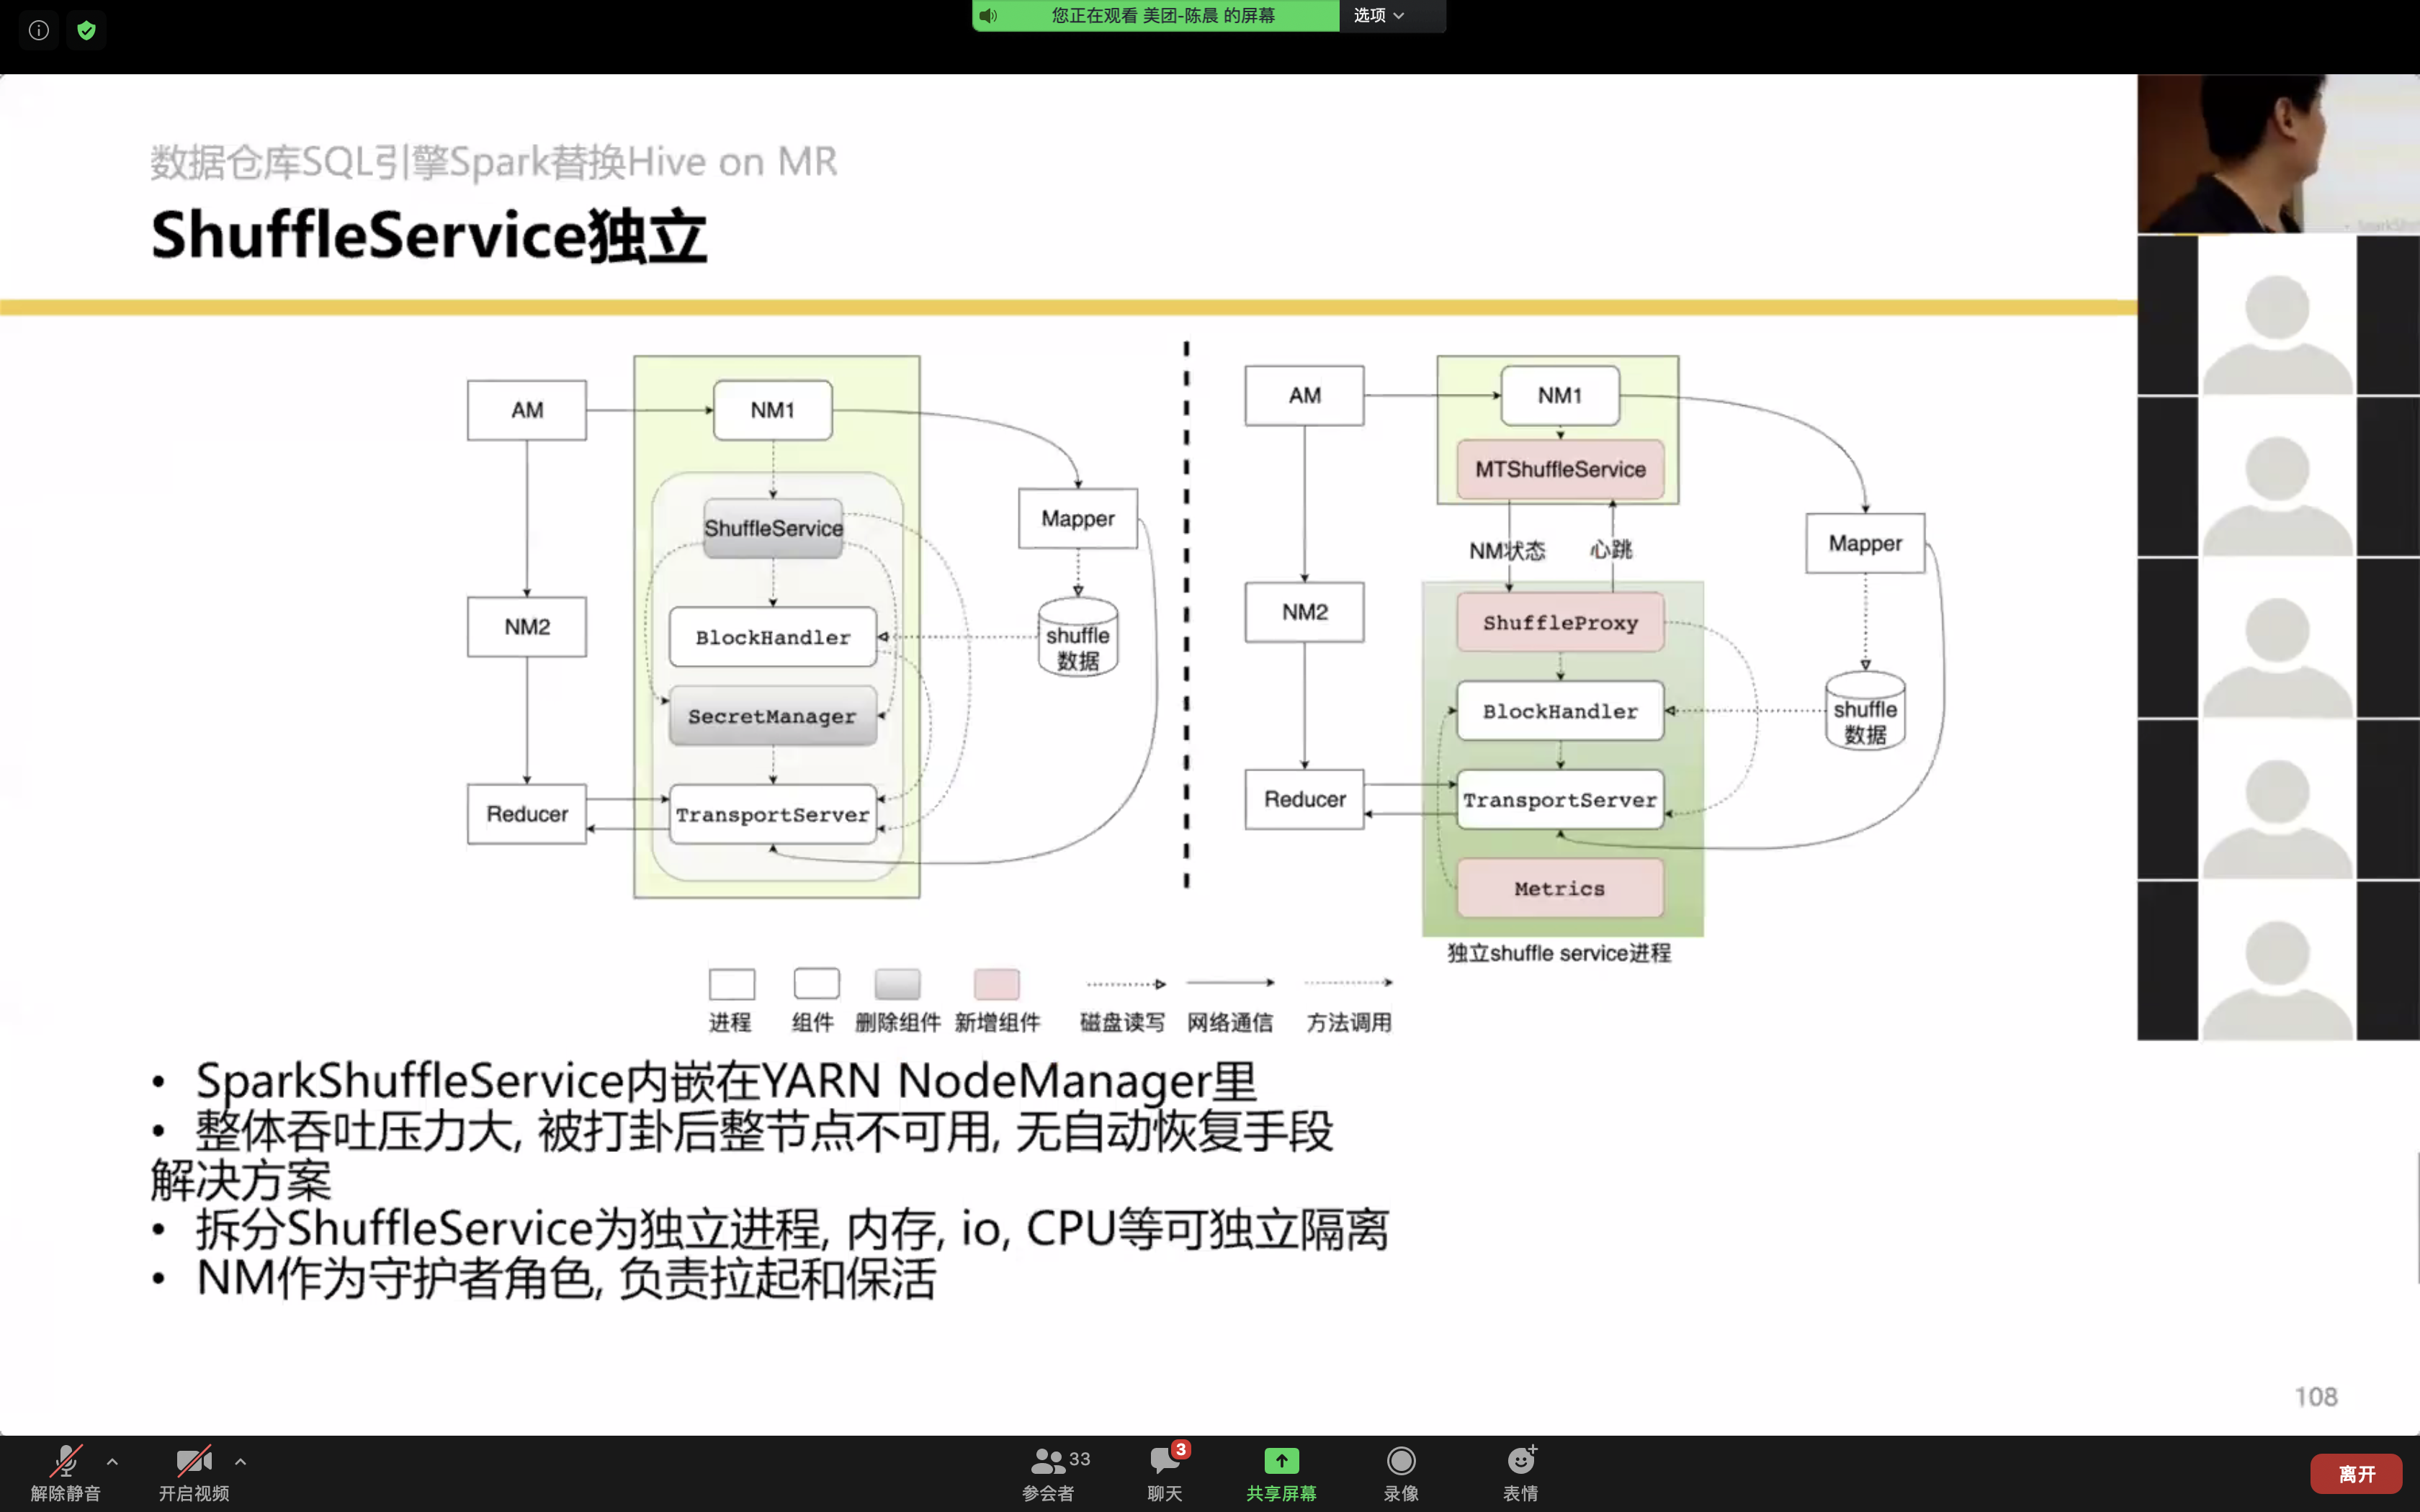 您正在观看 美团-陈晨 的屏幕
选项
数据仓库SQL引擎Spark替换Hive on MR
ShuffleService独立
AM
NM1
ShuffleService
Mapper
NM2
BlockHandler
shuffle
数据
SecretManager
Reducer
TransportServer
AM
NM1
MTShuffleService
NM状态
心跳
Mapper
NM2
ShuffleProxy
BlockHandler
shuffle
数据
Reducer
TransportServer
Metrics
独立shuffle service进程
进程
组件
删除组件
新增组件
磁盘读写
网络通信
方法调用
• SparkShuffleService内嵌在YARN NodeManager里
• 整体吞吐压力大, 被打卦后整节点不可用, 无自动恢复手段
解决方案
• 拆分ShuffleService为独立进程, 内存, io, CPU等可独立隔离
• NM作为守护者角色, 负责拉起和保活
108
解除静音
开启视频
33
参会者
3
聊天
共享屏幕
录像
表情
离开